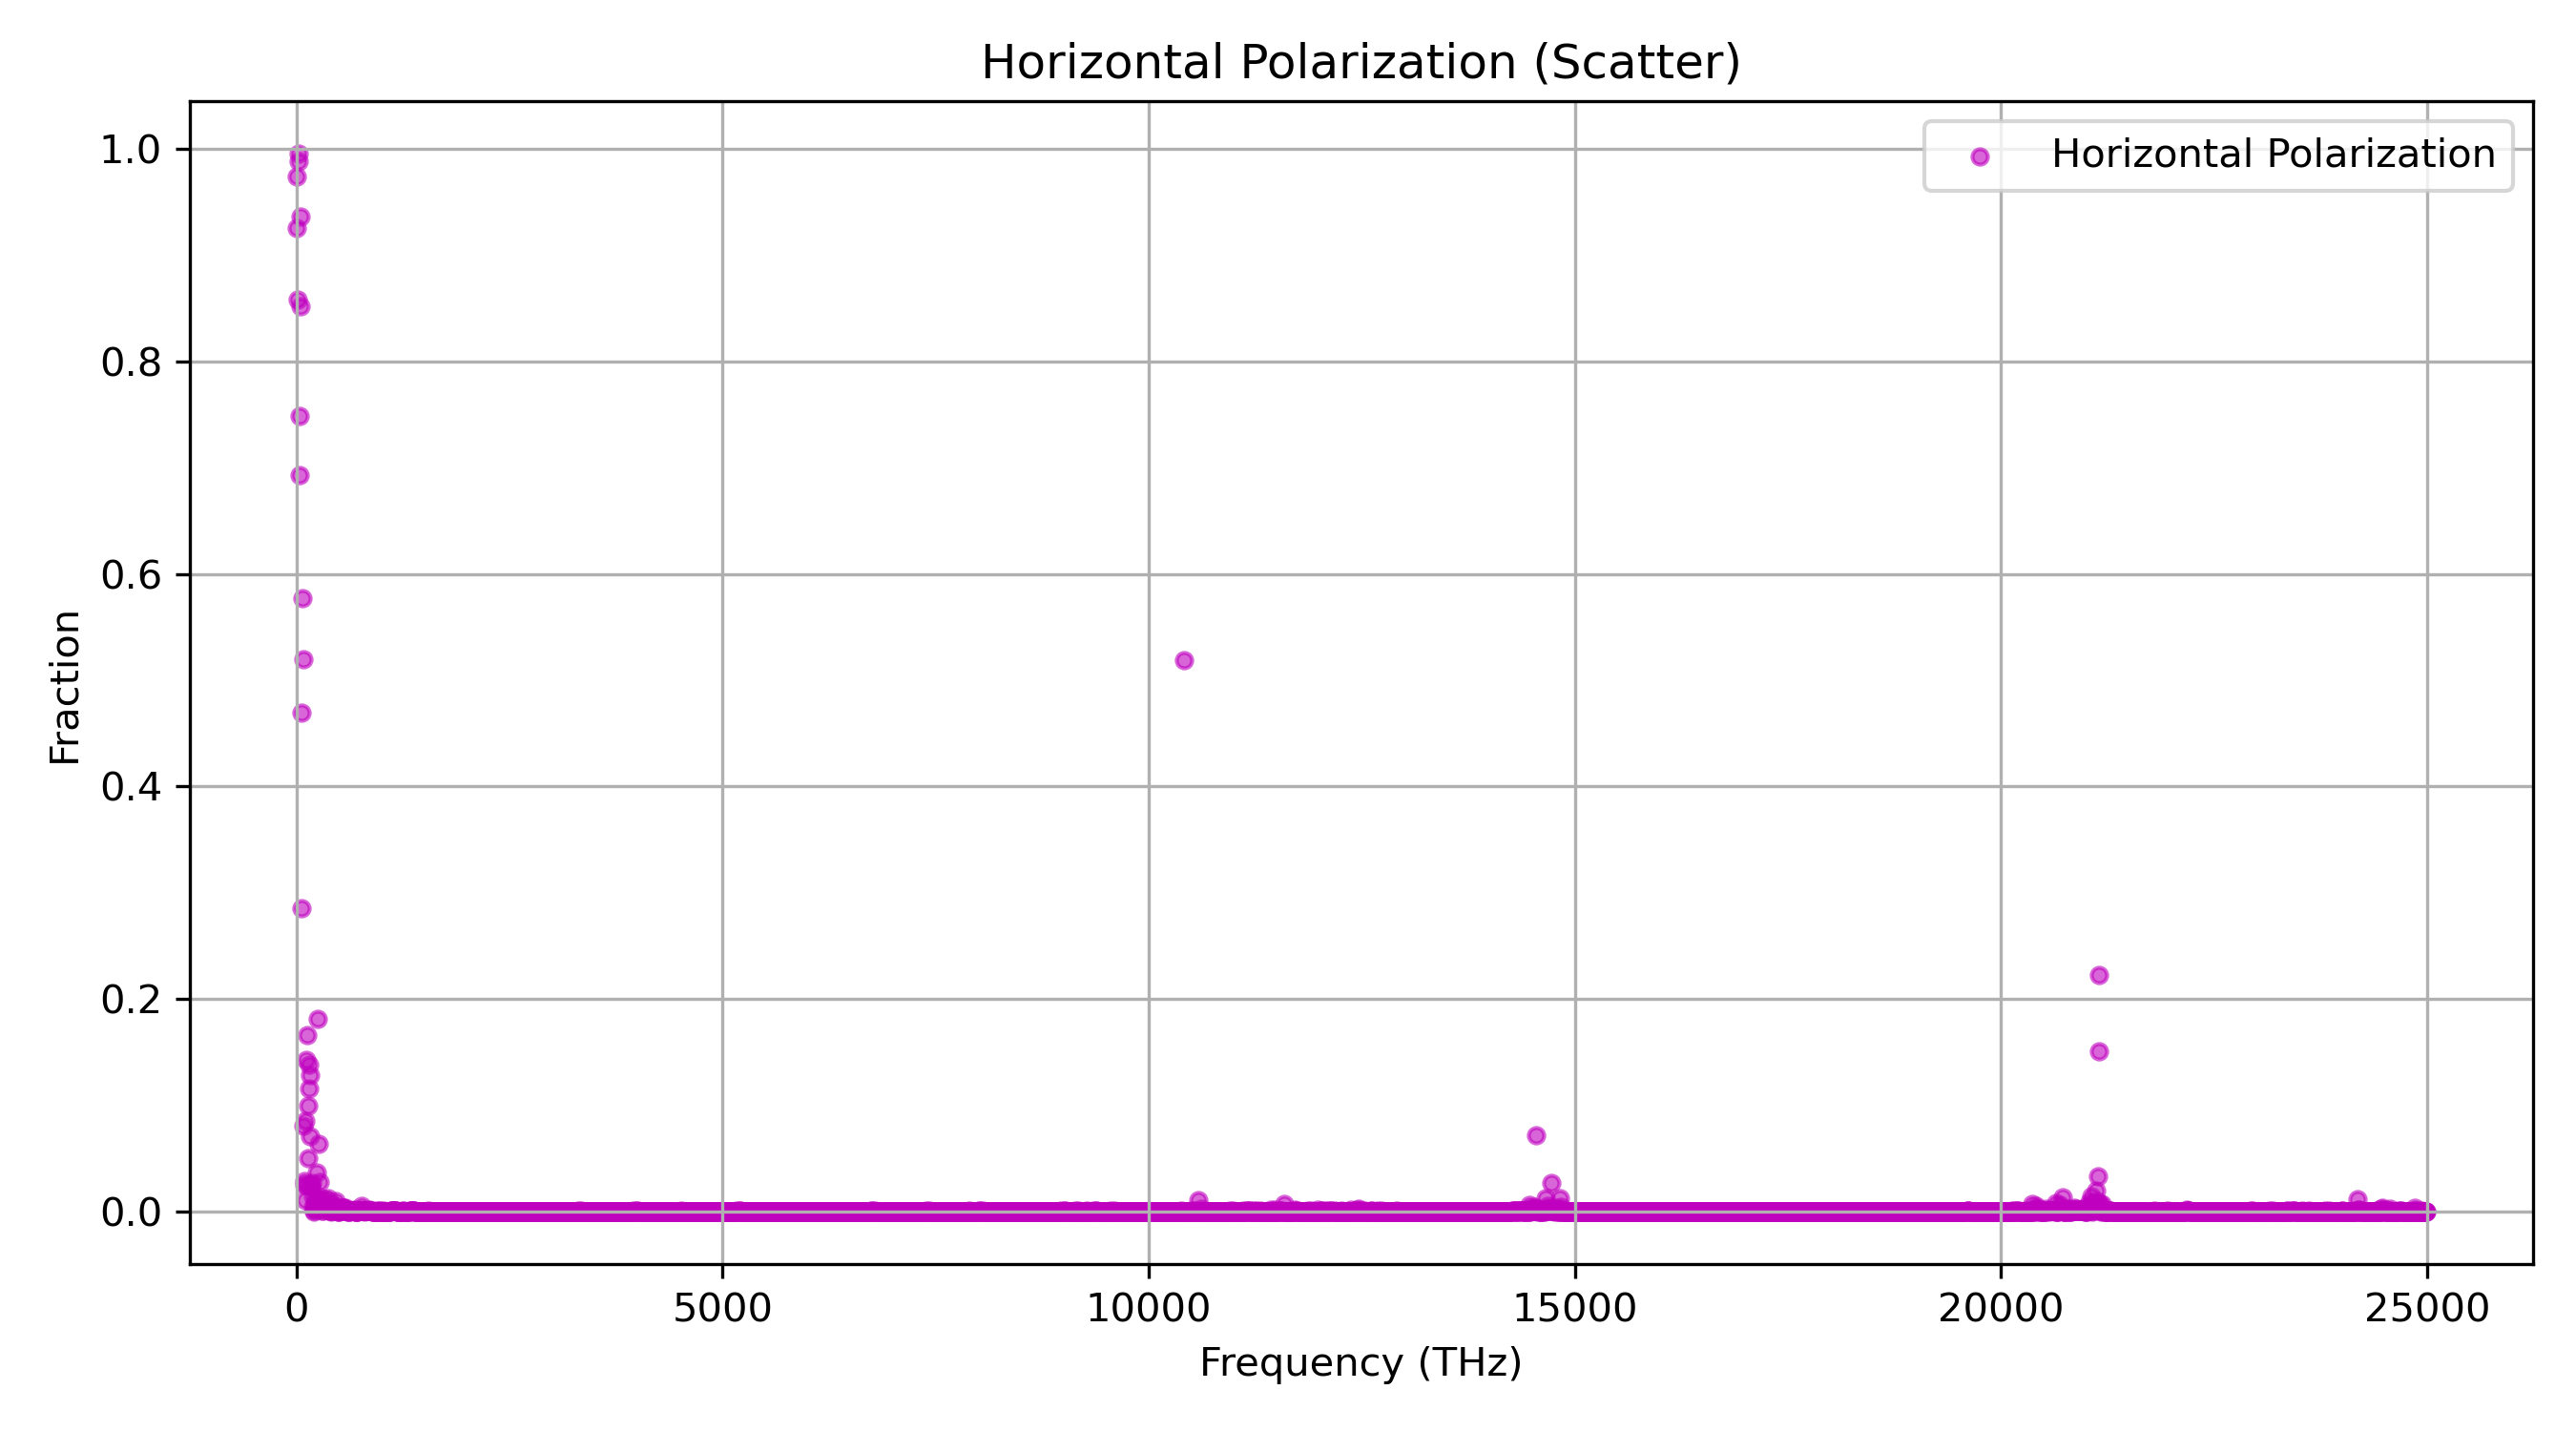 Horizontal Polarization (Scatter)
Horizontal Polarization
1.0
0.8
0.6
0.4
0.2
0.0
Fraction
0 5000 10000 15000 20000 25000
Frequency (THz)